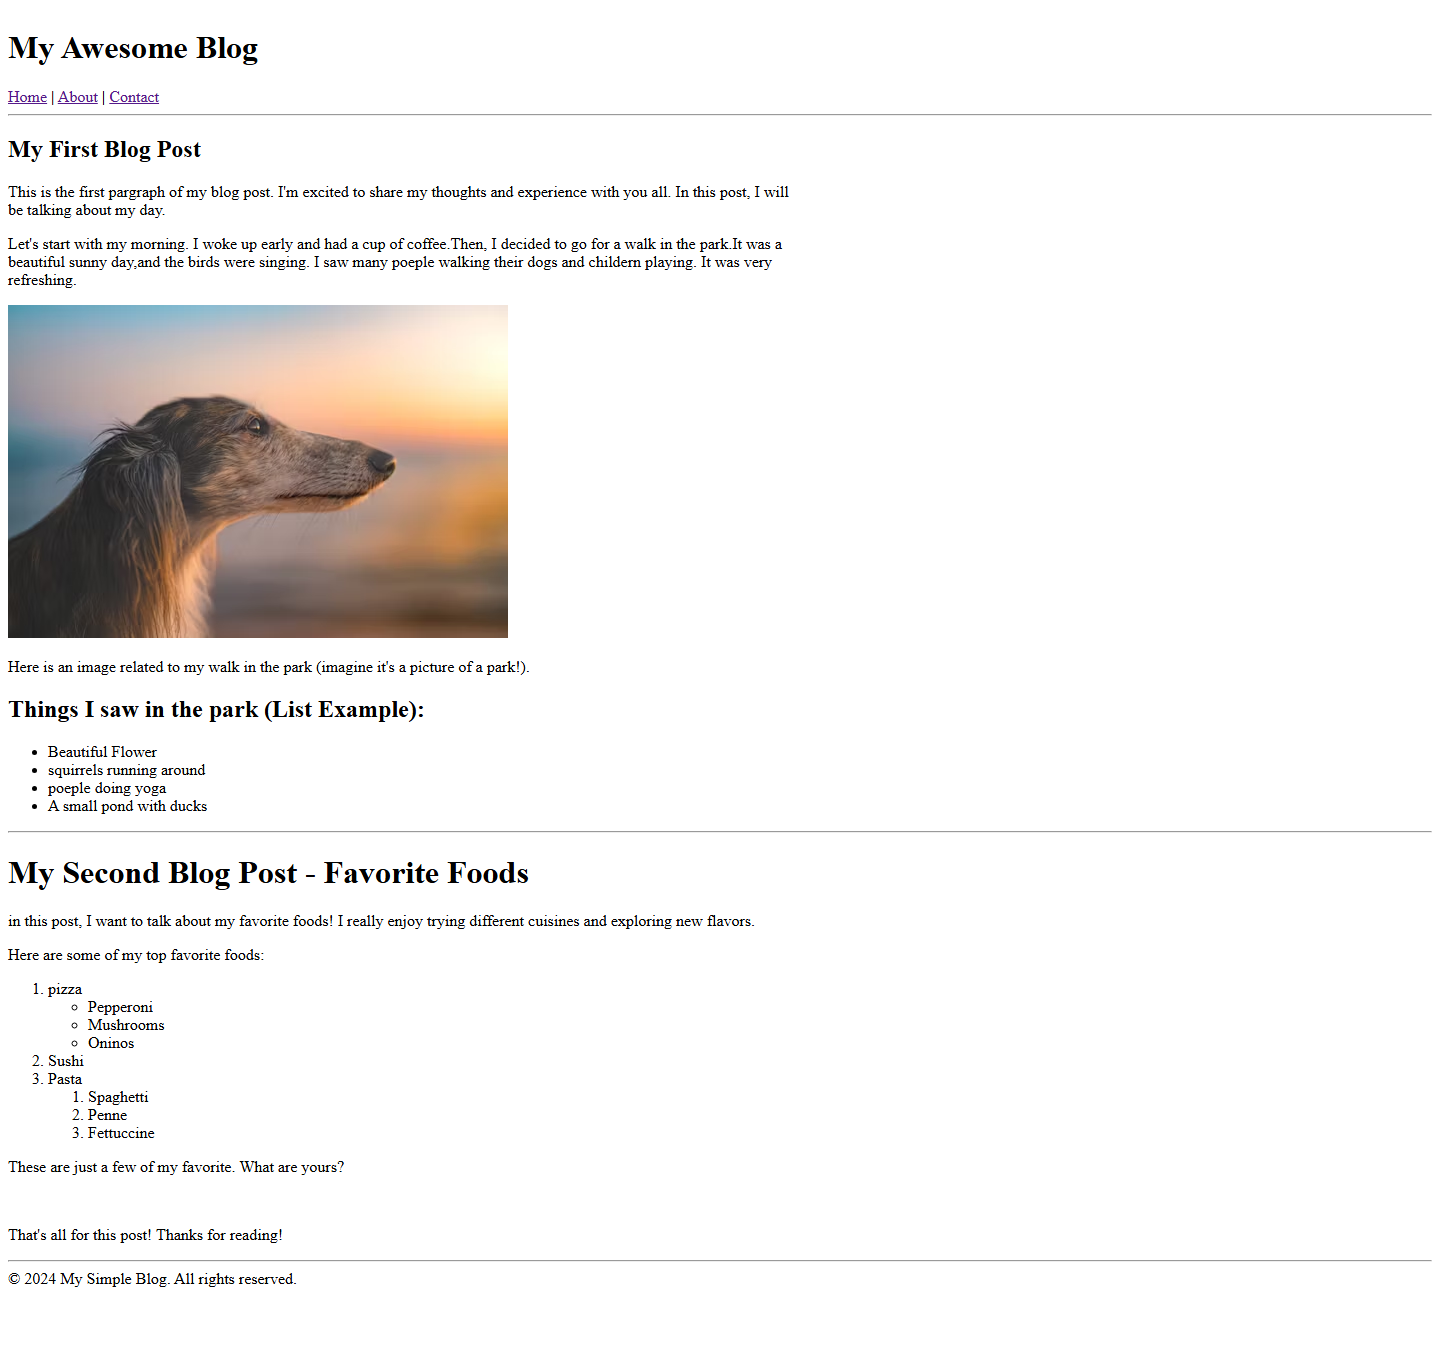 My Awesome Blog
Home | About | Contact
My First Blog Post
This is the first pargraph of my blog post. I'm excited to share my thoughts and experience with you all. In this post, I will
be talking about my day.
Let's start with my morning. I woke up early and had a cup of coffee.Then, I decided to go for a walk in the park.It was a
beautiful sunny day,and the birds were singing. I saw many poeple walking their dogs and childern playing. It was very
refreshing.
Here is an image related to my walk in the park (imagine it's a picture of a park!).
Things I saw in the park (List Example):
• Beautiful Flower
• squirrels running around
• poeple doing yoga
• A small pond with ducks
My Second Blog Post - Favorite Foods
in this post, I want to talk about my favorite foods! I really enjoy trying different cuisines and exploring new flavors.
Here are some of my top favorite foods:
1. pizza
◦ Pepperoni
◦ Mushrooms
◦ Oninos
2. Sushi
3. Pasta
1. Spaghetti
2. Penne
3. Fettuccine
These are just a few of my favorite. What are yours?
That's all for this post! Thanks for reading!
© 2024 My Simple Blog. All rights reserved.